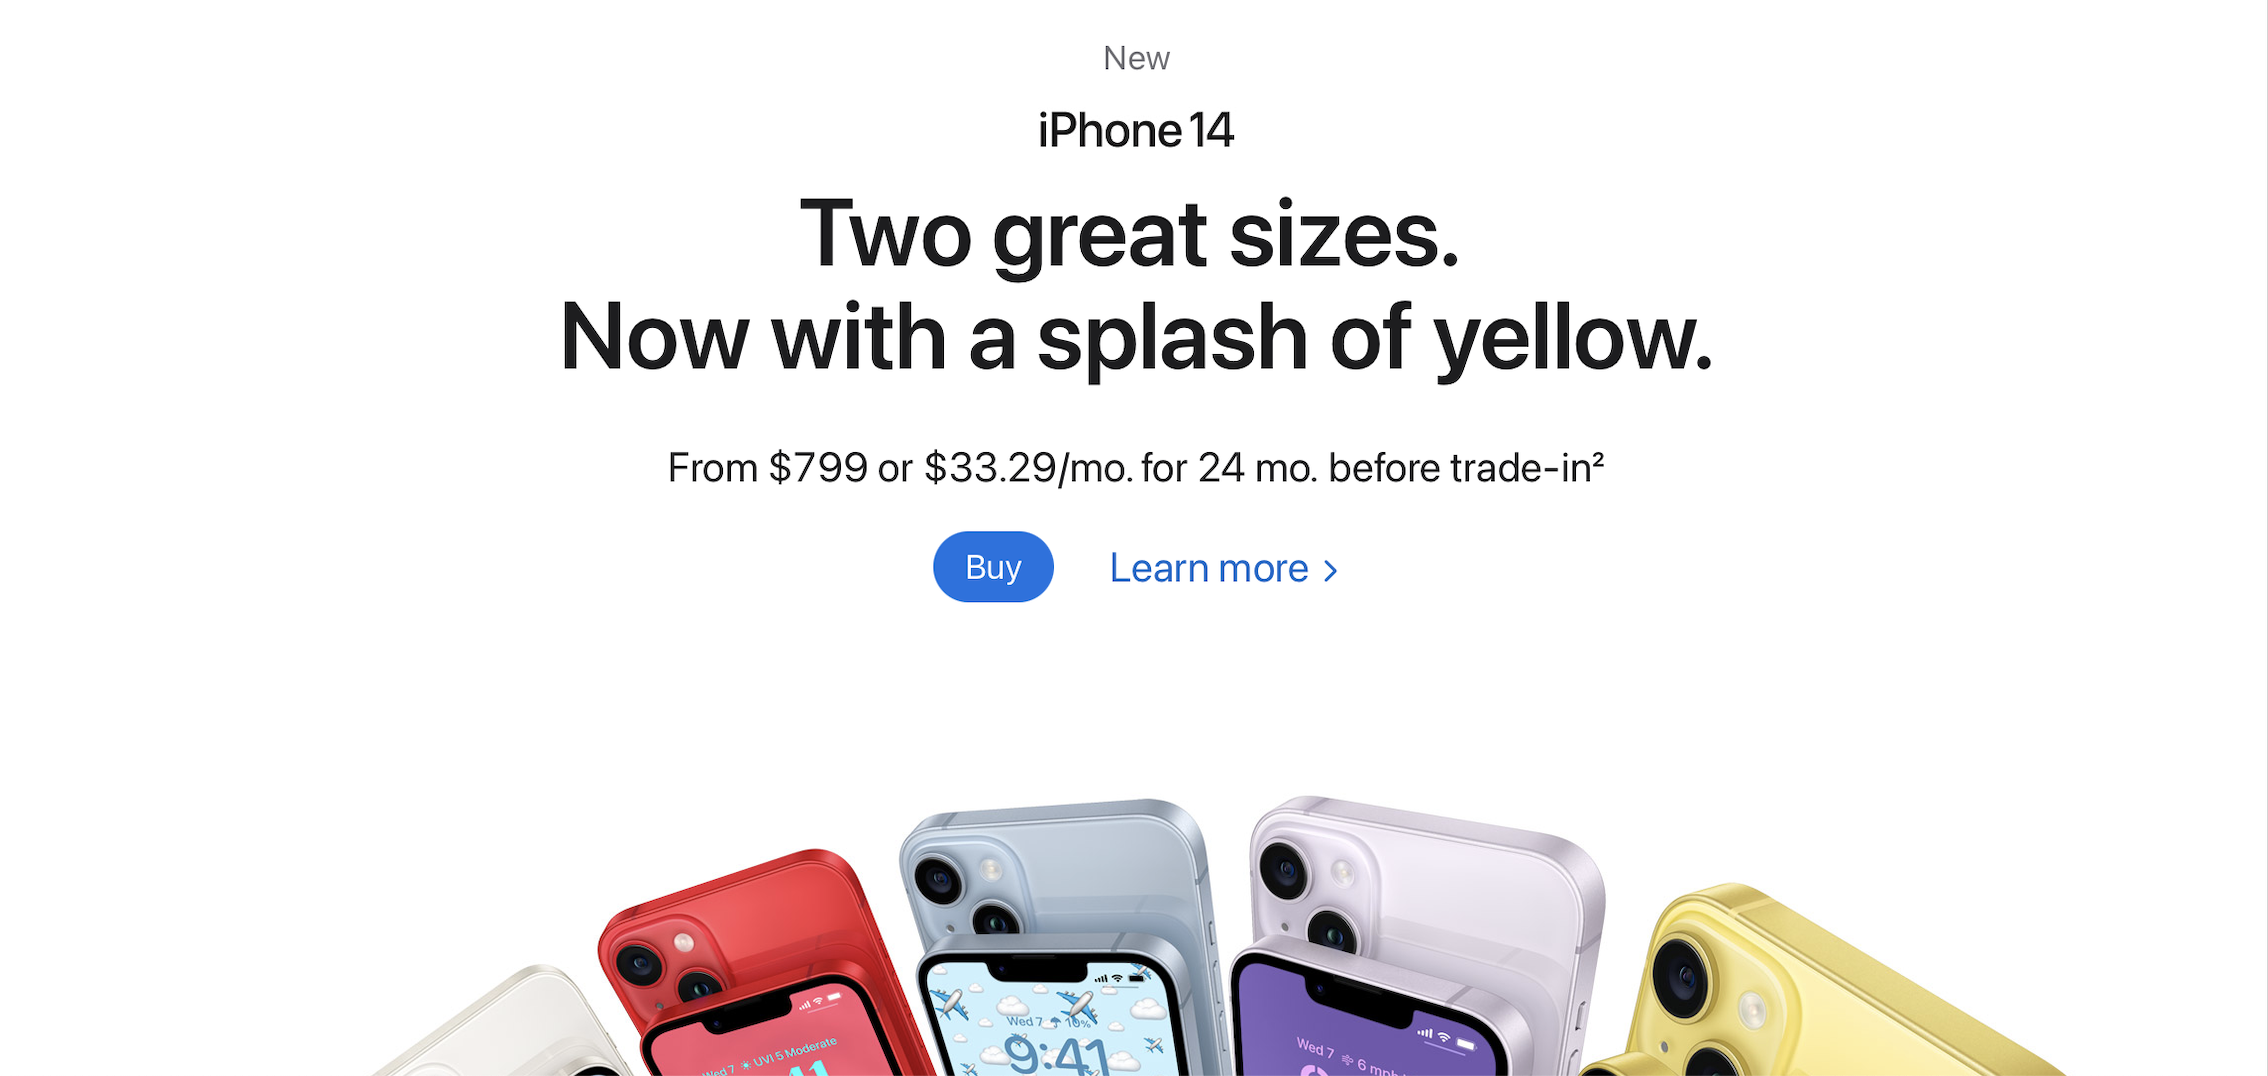 New
iPhone 14
Two great sizes.
Now with a splash of yellow.
From $799 or $33.29/mo. for 24 mo. before trade-in²
Buy
Learn more >
Wed 7 UVI 5 Moderate
Wed 7 10%
9:41
Wed 7 6 mph